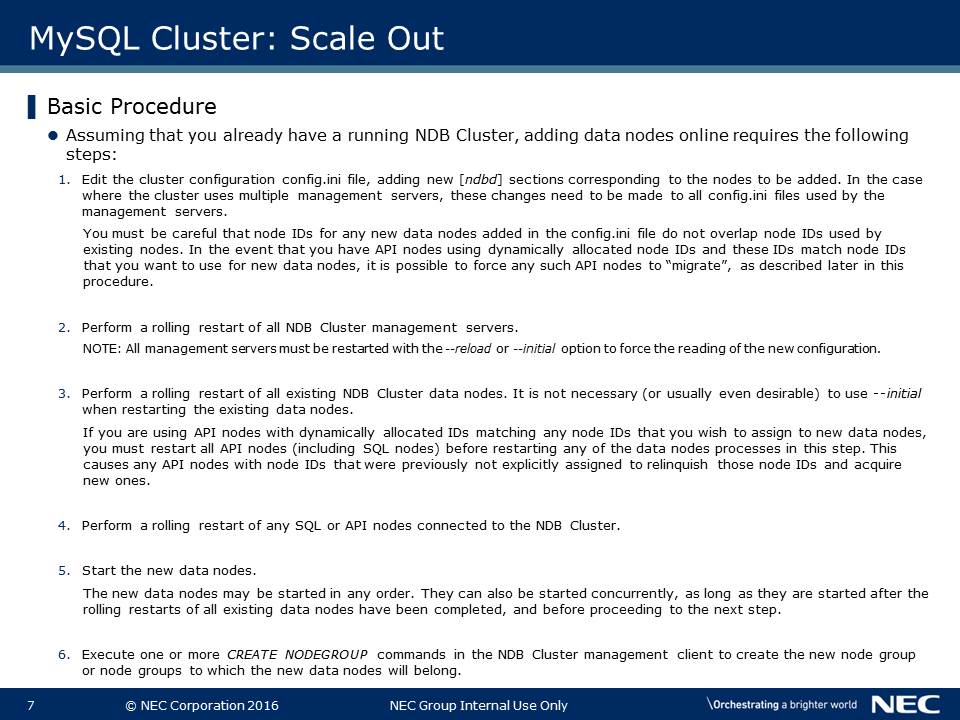 MySQL Cluster: Scale Out
Basic Procedure
Assuming that you already have a running NDB Cluster, adding data nodes online requires the following
steps:
1. Edit the cluster configuration config.ini file, adding new [ndbd] sections corresponding to the nodes to be added. In the case
where the cluster uses multiple management servers, these changes need to be made to all config.ini files used by the
management servers.
You must be careful that node IDs for any new data nodes added in the config.ini file do not overlap node IDs used by
existing nodes. In the event that you have API nodes using dynamically allocated node IDs and these IDs match node IDs
that you want to use for new data nodes, it is possible to force any such API nodes to “migrate”, as described later in this
procedure.
2. Perform a rolling restart of all NDB Cluster management servers.
NOTE: All management servers must be restarted with the --reload or --initial option to force the reading of the new configuration.
3. Perform a rolling restart of all existing NDB Cluster data nodes. It is not necessary (or usually even desirable) to use --initial
when restarting the existing data nodes.
If you are using API nodes with dynamically allocated IDs matching any node IDs that you wish to assign to new data nodes,
you must restart all API nodes (including SQL nodes) before restarting any of the data nodes processes in this step. This
causes any API nodes with node IDs that were previously not explicitly assigned to relinquish those node IDs and acquire
new ones.
4. Perform a rolling restart of any SQL or API nodes connected to the NDB Cluster.
5. Start the new data nodes.
The new data nodes may be started in any order. They can also be started concurrently, as long as they are started after the
rolling restarts of all existing data nodes have been completed, and before proceeding to the next step.
6. Execute one or more CREATE NODEGROUP commands in the NDB Cluster management client to create the new node group
or node groups to which the new data nodes will belong.
7 © NEC Corporation 2016 NEC Group Internal Use Only \Orchestrating a brighter world NEC